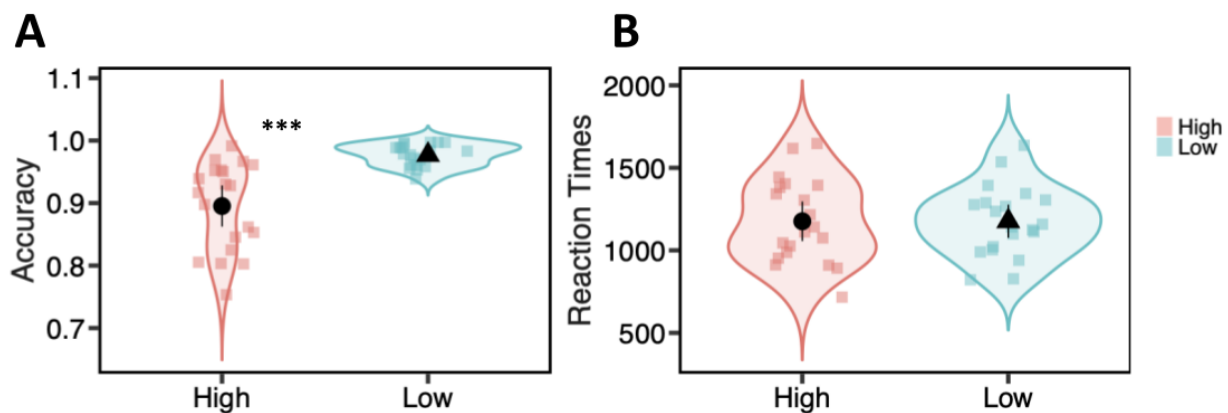 A
Accuracy
1.1
1.0
0.9
0.8
0.7
***
High
Low
B
Reaction Times
2000
1500
1000
500
High
Low
High
Low